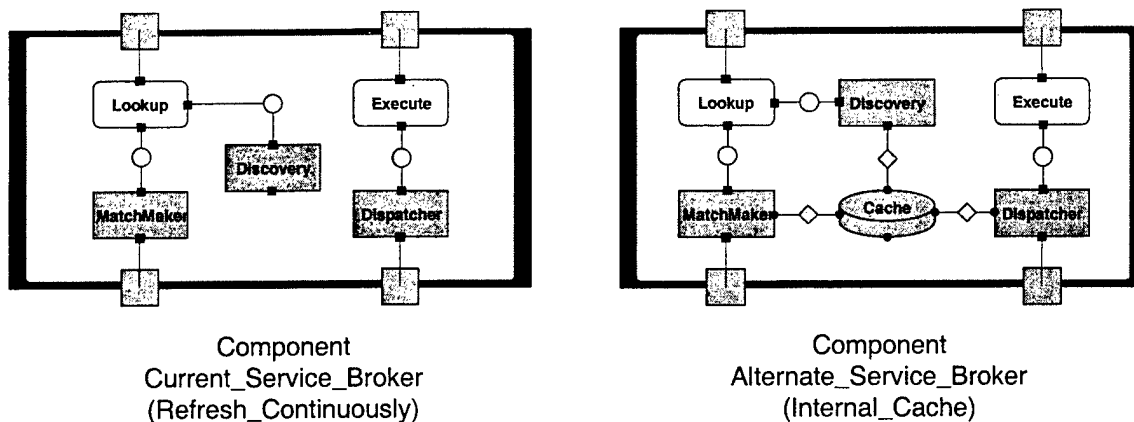 Lookup
Execute
Discovery
MatchMaker
Dispatcher
Component
Current_Service_Broker
(Refresh_Continuously)
Lookup
Discovery
Execute
MatchMaker
Cache
Dispatcher
Component
Alternate_Service_Broker
(Internal_Cache)